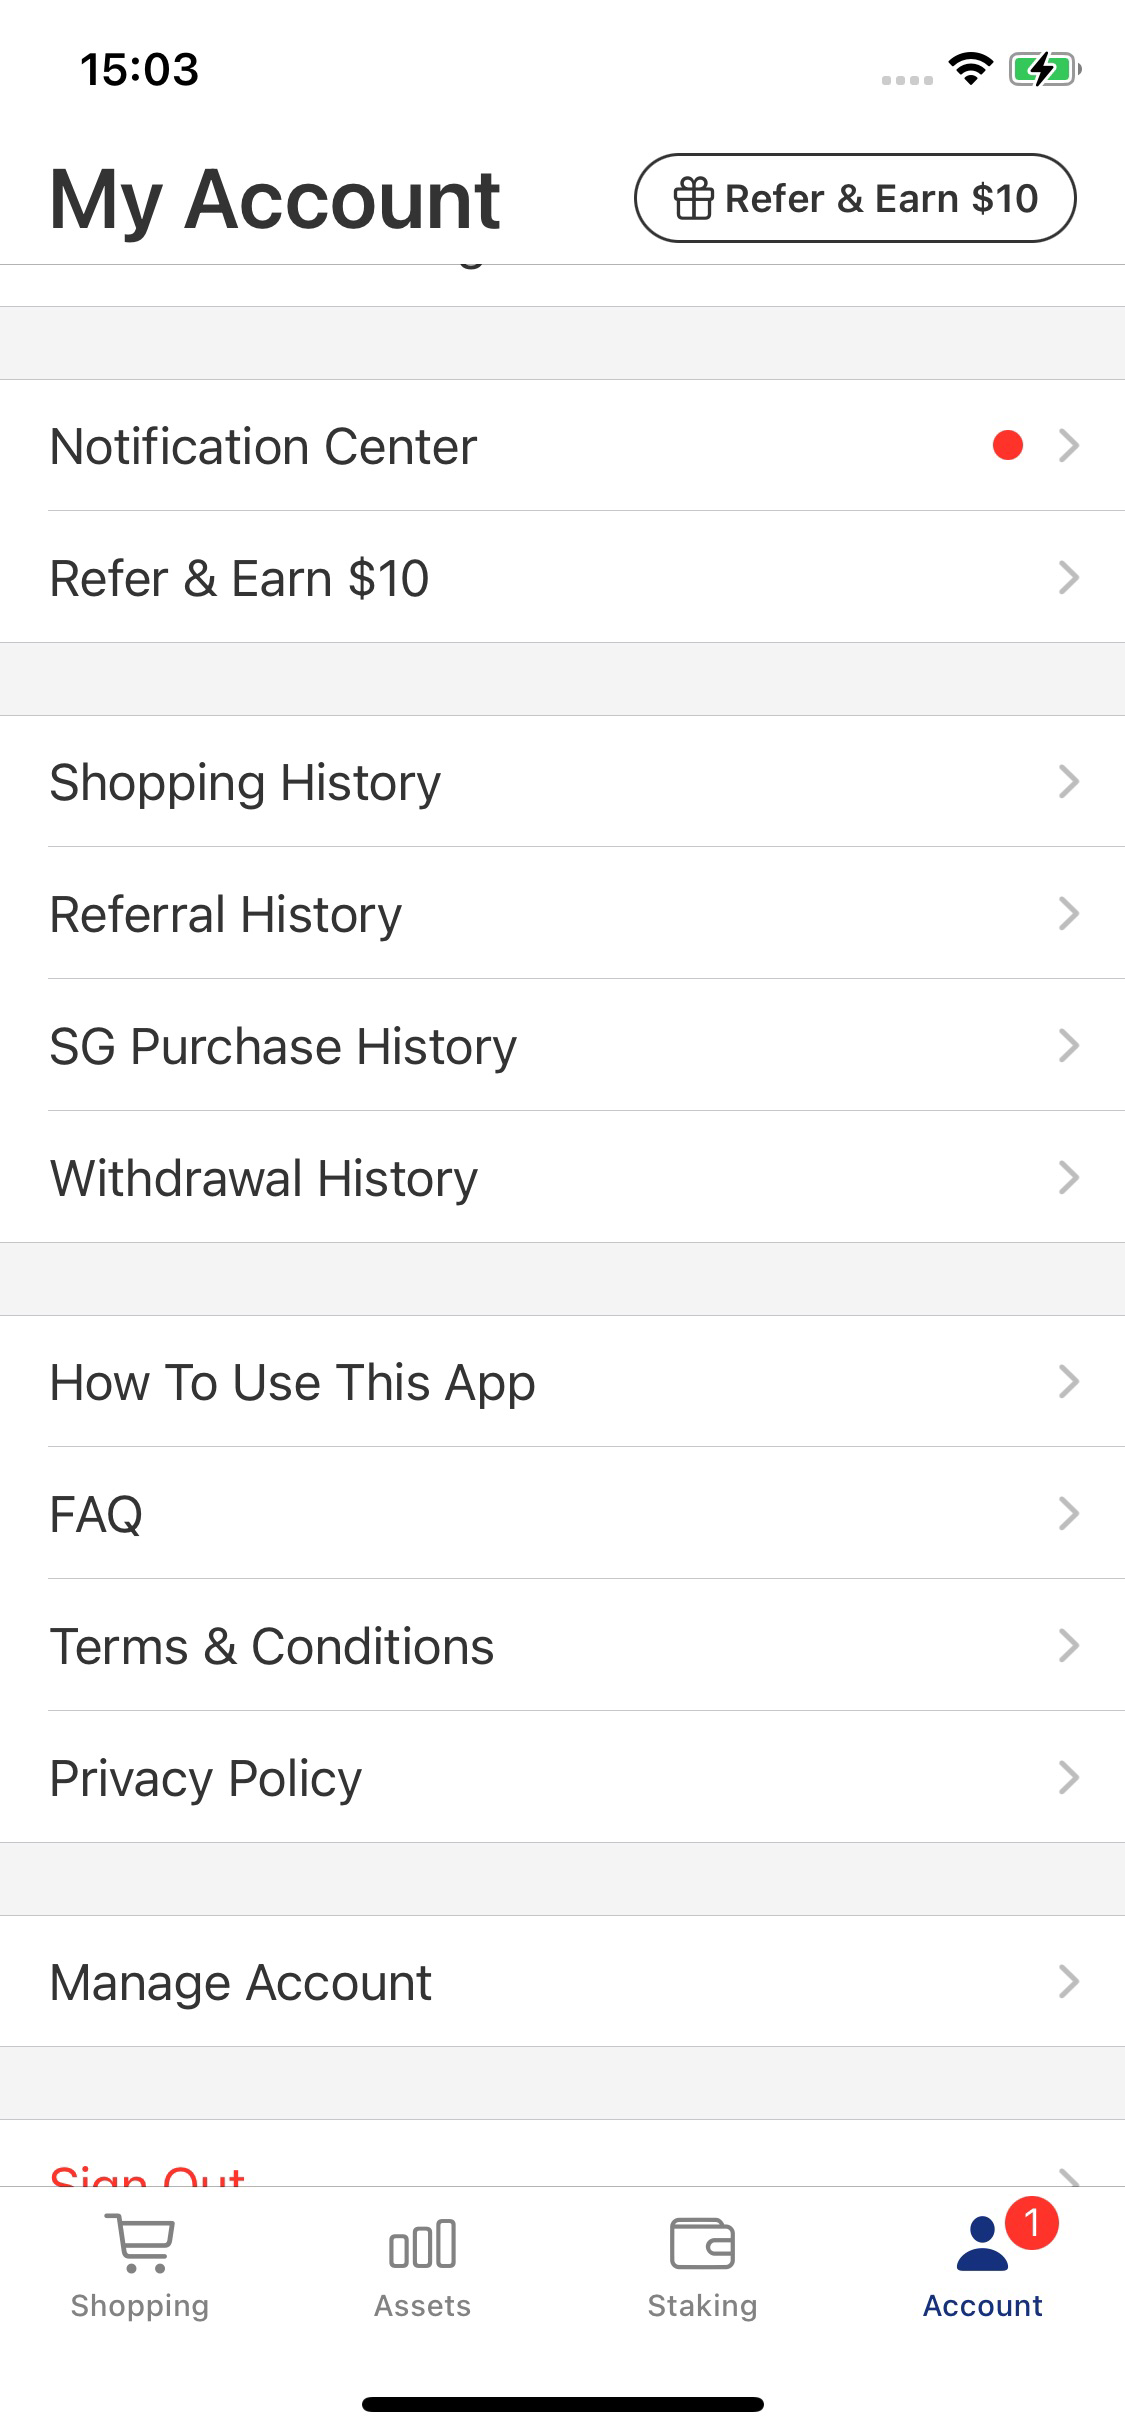 15:03
My Account
Refer & Earn $10
Notification Center
Refer & Earn $10
Shopping History
Referral History
SG Purchase History
Withdrawal History
How To Use This App
FAQ
Terms & Conditions
Privacy Policy
Manage Account
Sign Out
1
Shopping
Assets
Staking
Account